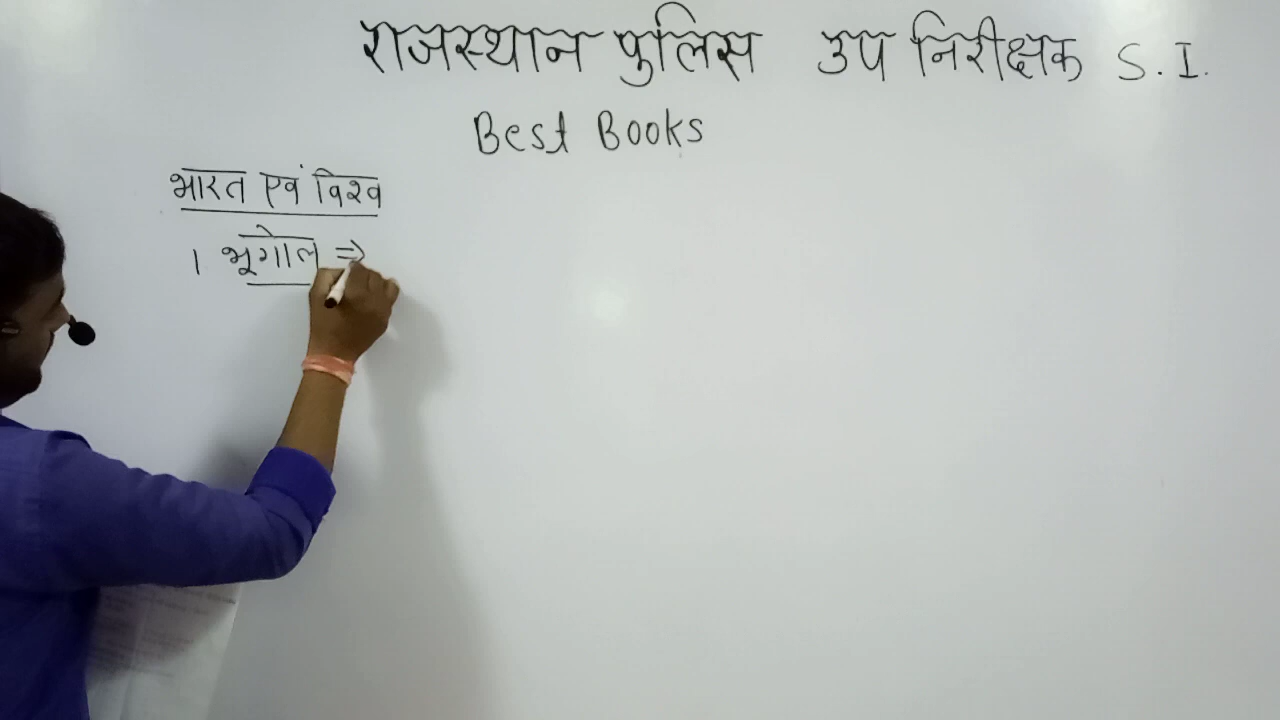 राजस्थान पुलिस उप निरीक्षक S. I.
Best Books
भारत एवं विश्व
1 भूगोल ⇒